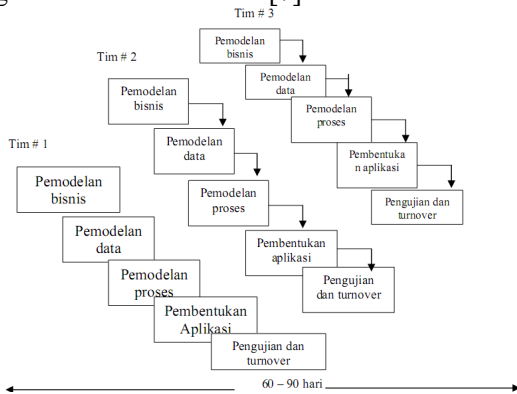 Tim # 3
Pemodelan
bisnis
Pemodelan
data
Pemodelan
proses
Pembentuka
n aplikasi
Pengujian dan
turnover
Tim # 2
Pemodelan
bisnis
Pemodelan
data
Pemodelan
proses
Pembentukan
aplikasi
Pengujian
dan turnover
Tim # 1
Pemodelan
bisnis
Pemodelan
data
Pemodelan
proses
Pembentukan
Aplikasi
Pengujian dan
turnover
60 – 90 hari